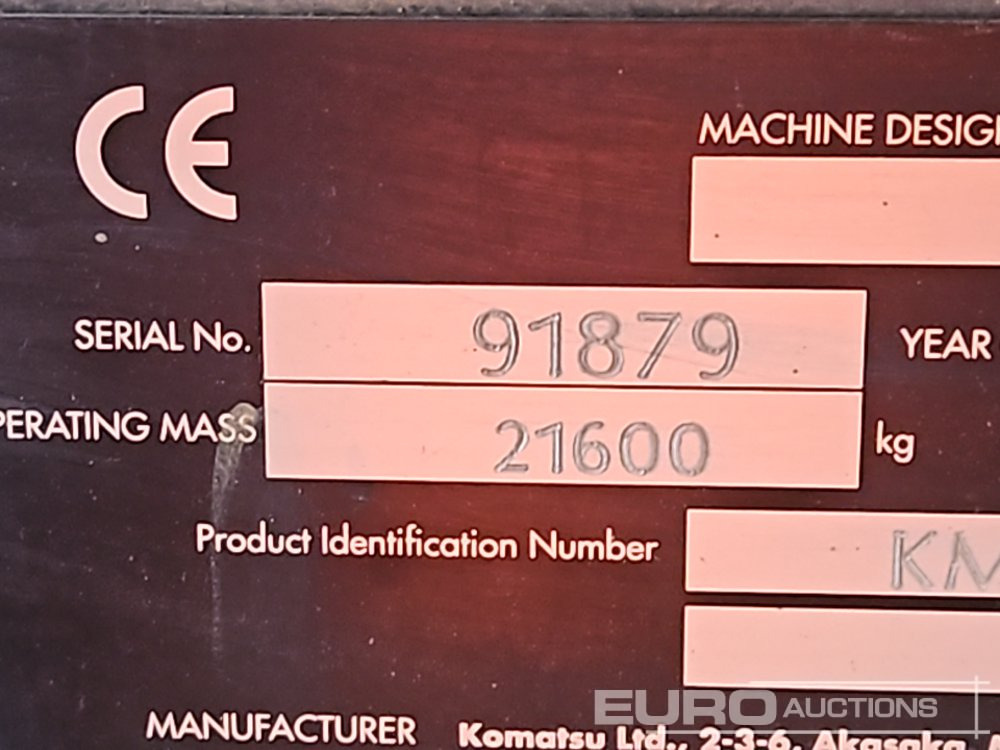 CE
MACHINE DESIG
SERIAL No. 91879 YEAR
PERATING MASS 21600 kg
Product Identification Number KM
MANUFACTURER Komatsu Ltd., 2-3-6, Akasaka,
EURO AUCTIONS